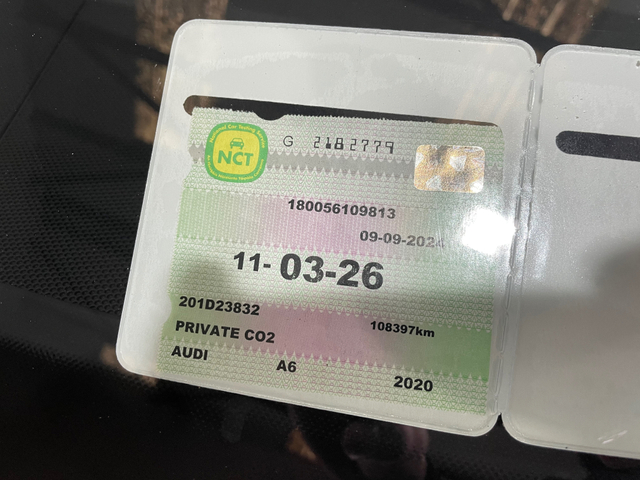 NCT
G 2182779
180056109813
09-09-2024
11-03-26
201D23832
108397km
PRIVATE CO2
AUDI A6 2020